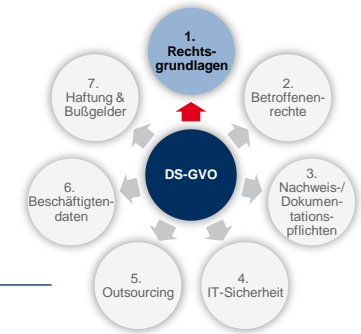 1.
Rechts-
grundlagen
2.
Betroffenen-
rechte
3.
Nachweis-/
Dokumen-
tations-
pflichten
4.
IT-Sicherheit
5.
Outsourcing
6.
Beschäftigten-
daten
7.
Haftung &
Bußgelder
DS-GVO